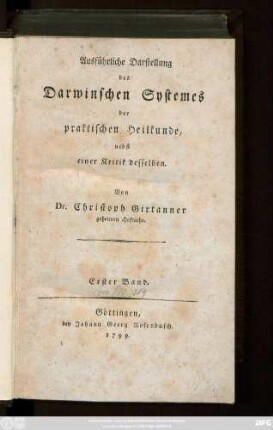 Ausführliche Darstellung
des
Darwinschen Systemes
der
praktischen Heilkunde,
nebst
einer Kritik desselben.
Von
Dr. Christoph Girtanner
geheimen Hofrathe.
Erster Band.
Göttingen,
bey Johann Georg Rosenbusch.
1799.